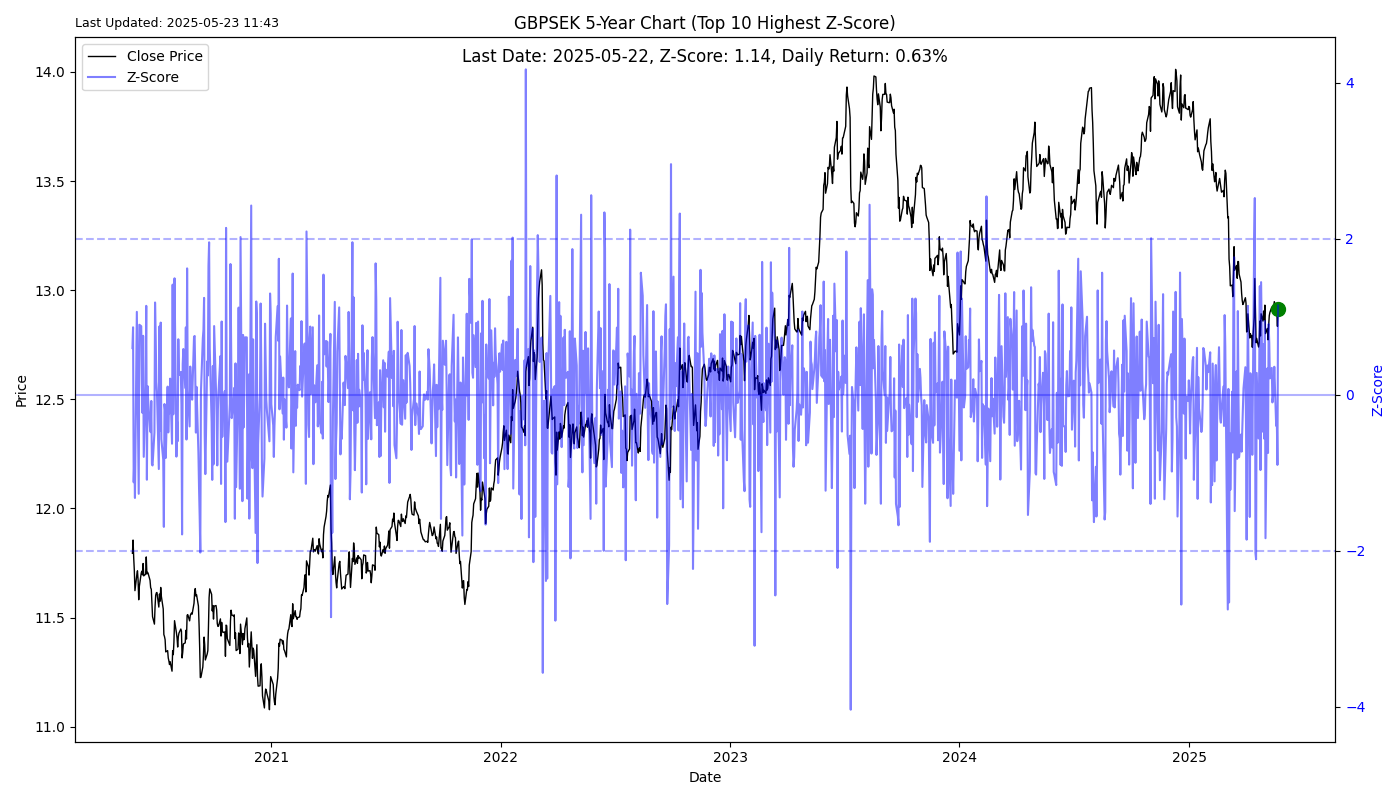 Last Updated: 2025-05-23 11:43
GBPSEK 5-Year Chart (Top 10 Highest Z-Score)
Last Date: 2025-05-22, Z-Score: 1.14, Daily Return: 0.63%
Close Price
Z-Score
14.0
13.5
13.0
12.5
12.0
11.5
11.0
Price
4
2
0
−2
−4
Z-Score
2021
2022
2023
2024
2025
Date